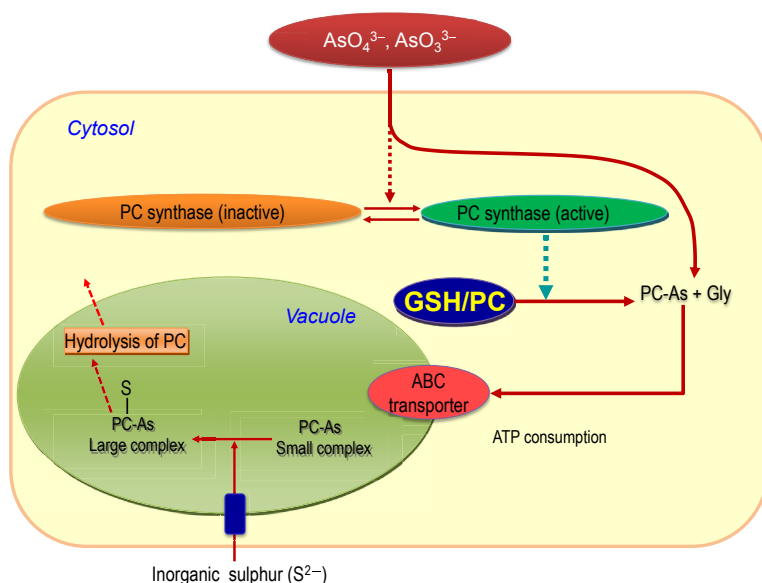 AsO₄³⁻, AsO₃³⁻
Cytosol
PC synthase (inactive)
PC synthase (active)
GSH/PC
PC-As + Gly
Vacuole
Hydrolysis of PC
ABC
transporter
S
PC-As
Large complex
PC-As
Small complex
ATP consumption
Inorganic sulphur (S²⁻)